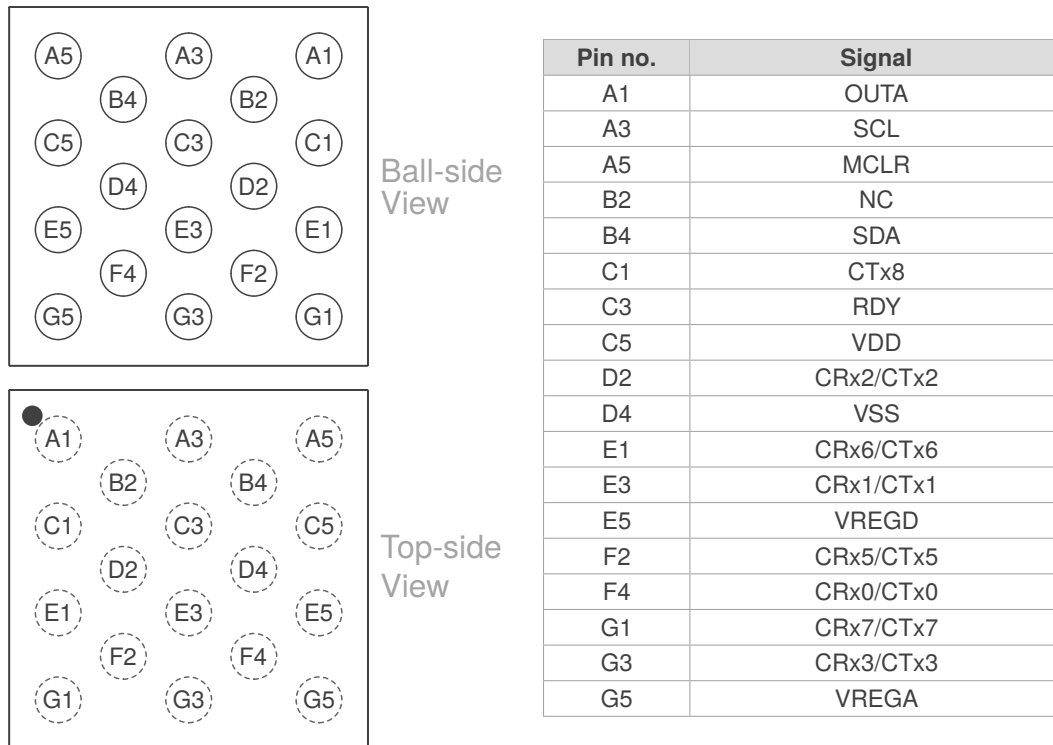 A5 A3 A1
B4 B2
C5 C3 C1
D4 D2
E5 E3 E1
F4 F2
G5 G3 G1
Ball-side
View
A1 A3 A5
B2 B4
C1 C3 C5
D2 D4
E1 E3 E5
F2 F4
G1 G3 G5
Top-side
View
Pin no. Signal
A1 OUTA
A3 SCL
A5 MCLR
B2 NC
B4 SDA
C1 CTx8
C3 RDY
C5 VDD
D2 CRx2/CTx2
D4 VSS
E1 CRx6/CTx6
E3 CRx1/CTx1
E5 VREGD
F2 CRx5/CTx5
F4 CRx0/CTx0
G1 CRx7/CTx7
G3 CRx3/CTx3
G5 VREGA